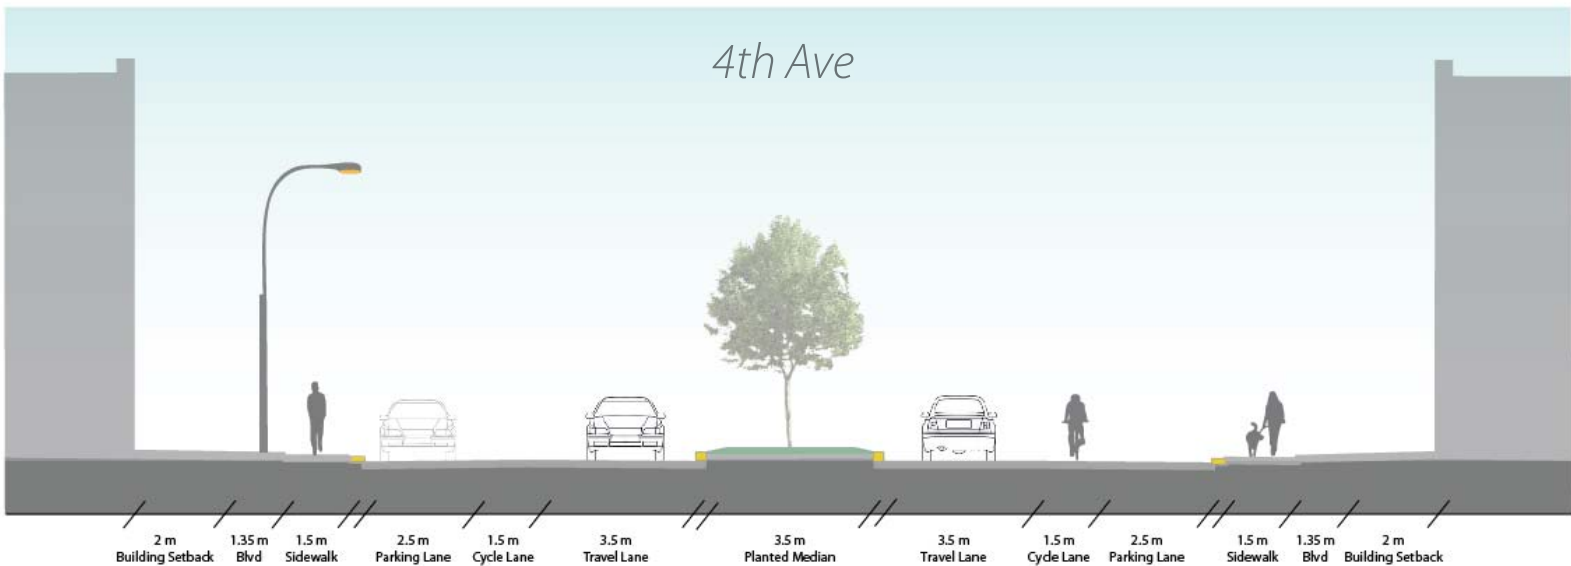 4th Ave
2 m 1.35 m 1.5 m 2.5 m 1.5 m 3.5 m 3.5 m 3.5 m 1.5 m 2.5 m 1.5 m 1.35 m 2 m
Building Setback Blvd Sidewalk Parking Lane Cycle Lane Travel Lane Planted Median Travel Lane Cycle Lane Parking Lane Sidewalk Blvd Building Setback